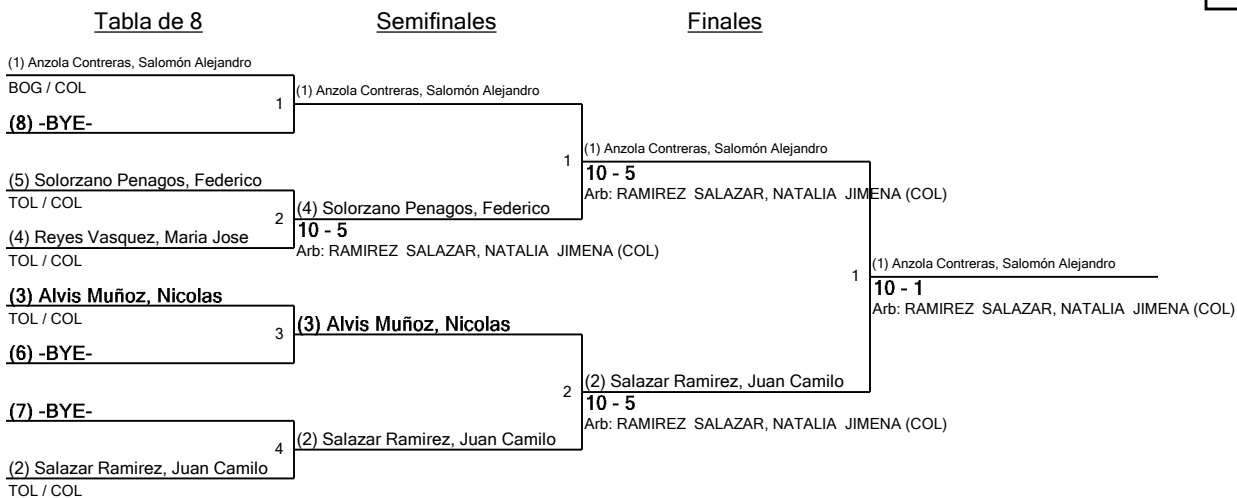 Tabla de 8
Semifinales
Finales
(1) Anzola Contreras, Salomón Alejandro
BOG / COL
1
(8) -BYE-
(5) Solorzano Penagos, Federico
TOL / COL
2
(4) Reyes Vasquez, Maria Jose
TOL / COL
(3) Alvis Muñoz, Nicolas
TOL / COL
3
(6) -BYE-
(7) -BYE-
4
(2) Salazar Ramirez, Juan Camilo
TOL / COL
(1) Anzola Contreras, Salomón Alejandro
1
(4) Solorzano Penagos, Federico
10 - 5
Arb: RAMIREZ SALAZAR, NATALIA JIMENA (COL)
(3) Alvis Muñoz, Nicolas
2
(2) Salazar Ramirez, Juan Camilo
(1) Anzola Contreras, Salomón Alejandro
10 - 5
Arb: RAMIREZ SALAZAR, NATALIA JIMENA (COL)
1
(2) Salazar Ramirez, Juan Camilo
10 - 5
Arb: RAMIREZ SALAZAR, NATALIA JIMENA (COL)
(1) Anzola Contreras, Salomón Alejandro
10 - 1
Arb: RAMIREZ SALAZAR, NATALIA JIMENA (COL)